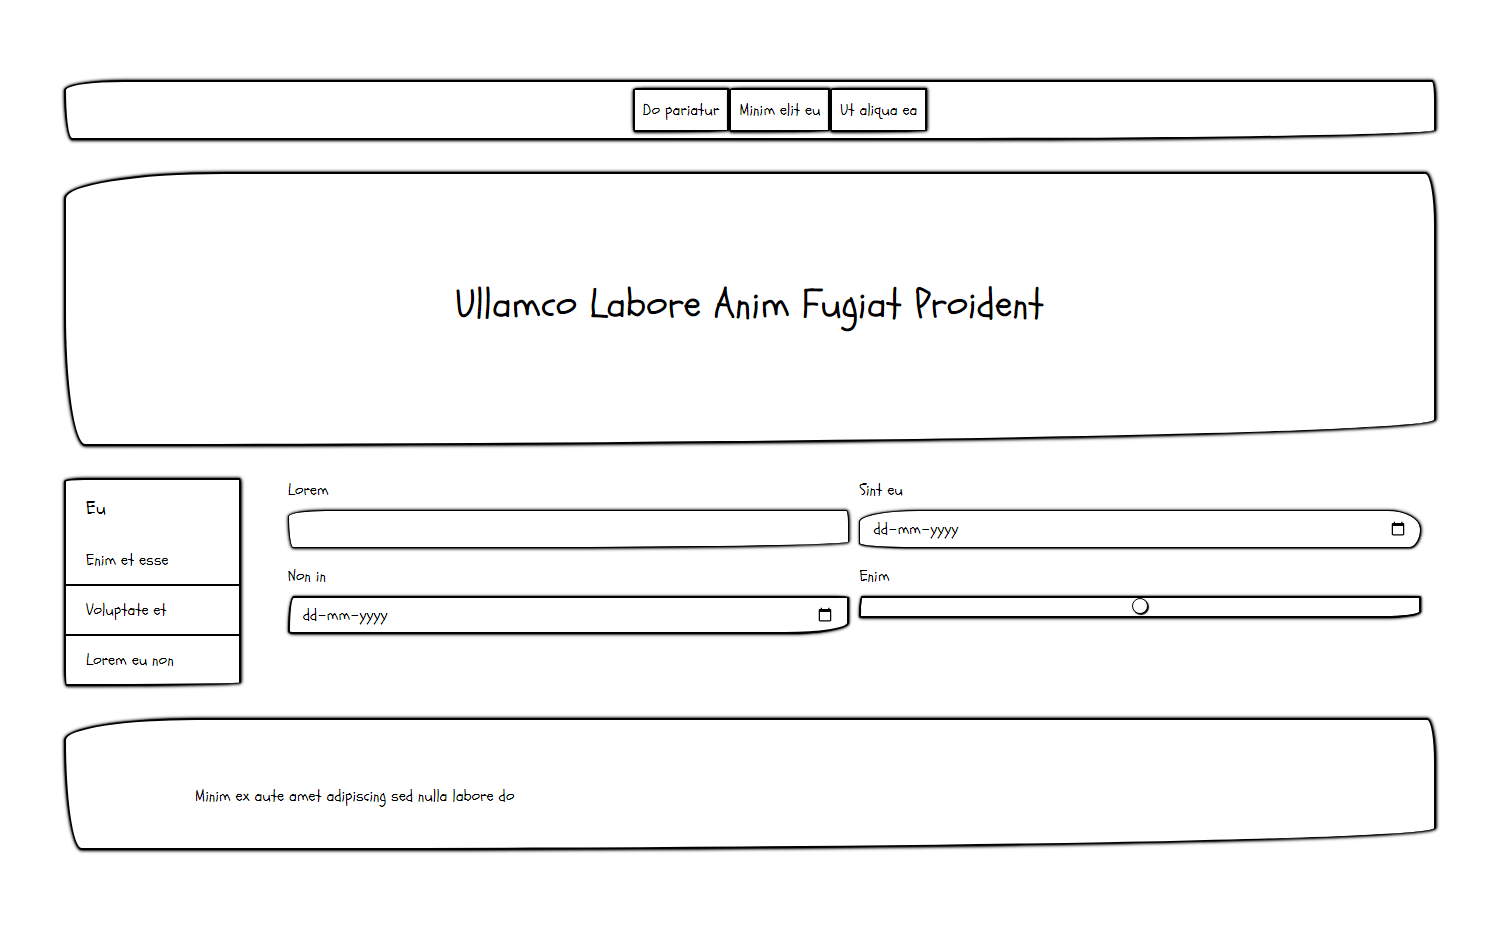 Do pariatur
Minim elit eu
Ut aliqua ea
Ullamco Labore Anim Fugiat Proident
Eu
Enim et esse
Voluptate et
Lorem eu non
Lorem
Sint eu
dd-mm-yyyy
Non in
Enim
dd-mm-yyyy
Minim ex aute amet adipiscing sed nulla labore do